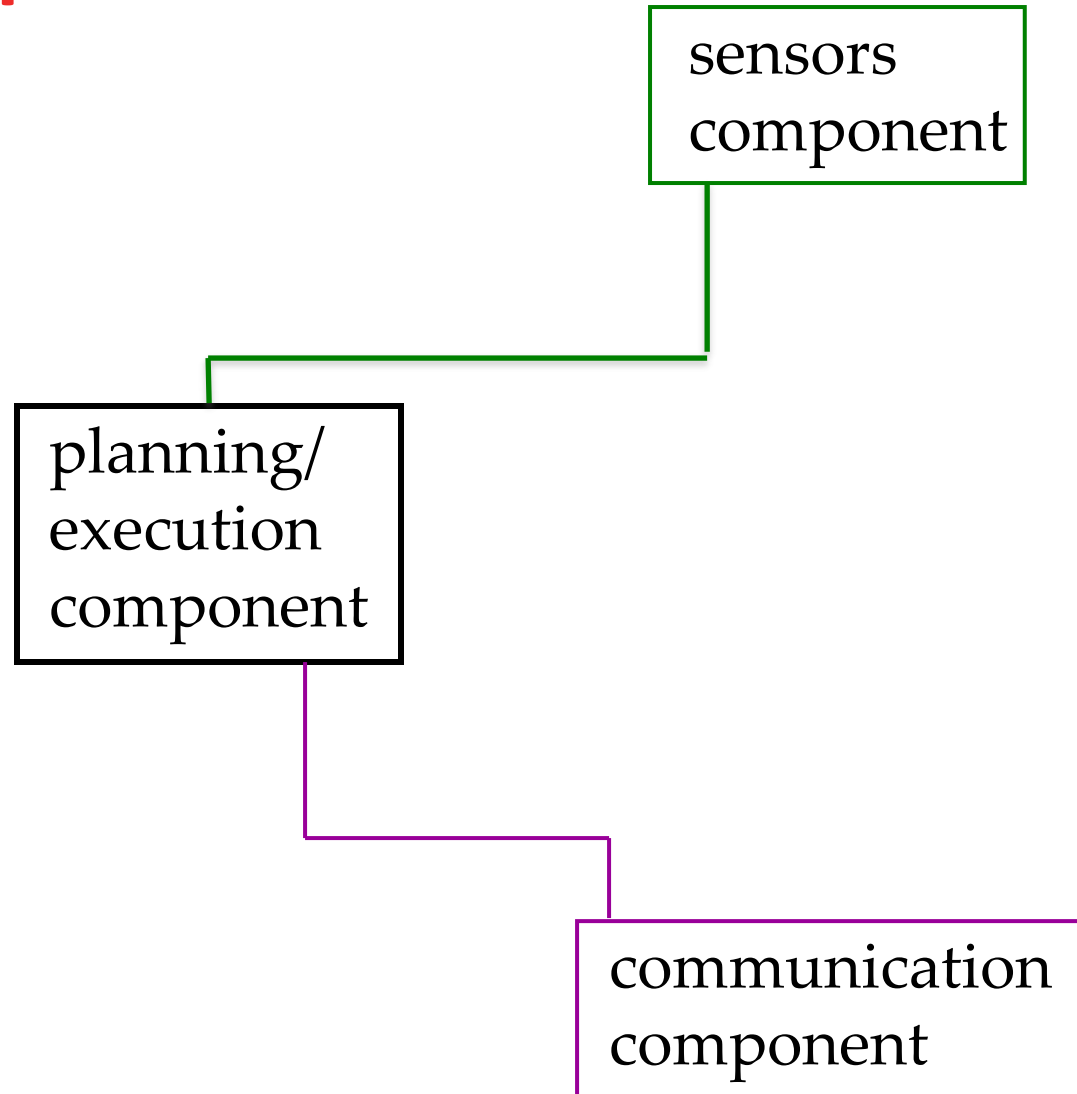 sensors
component
planning/
execution
component
communication
component